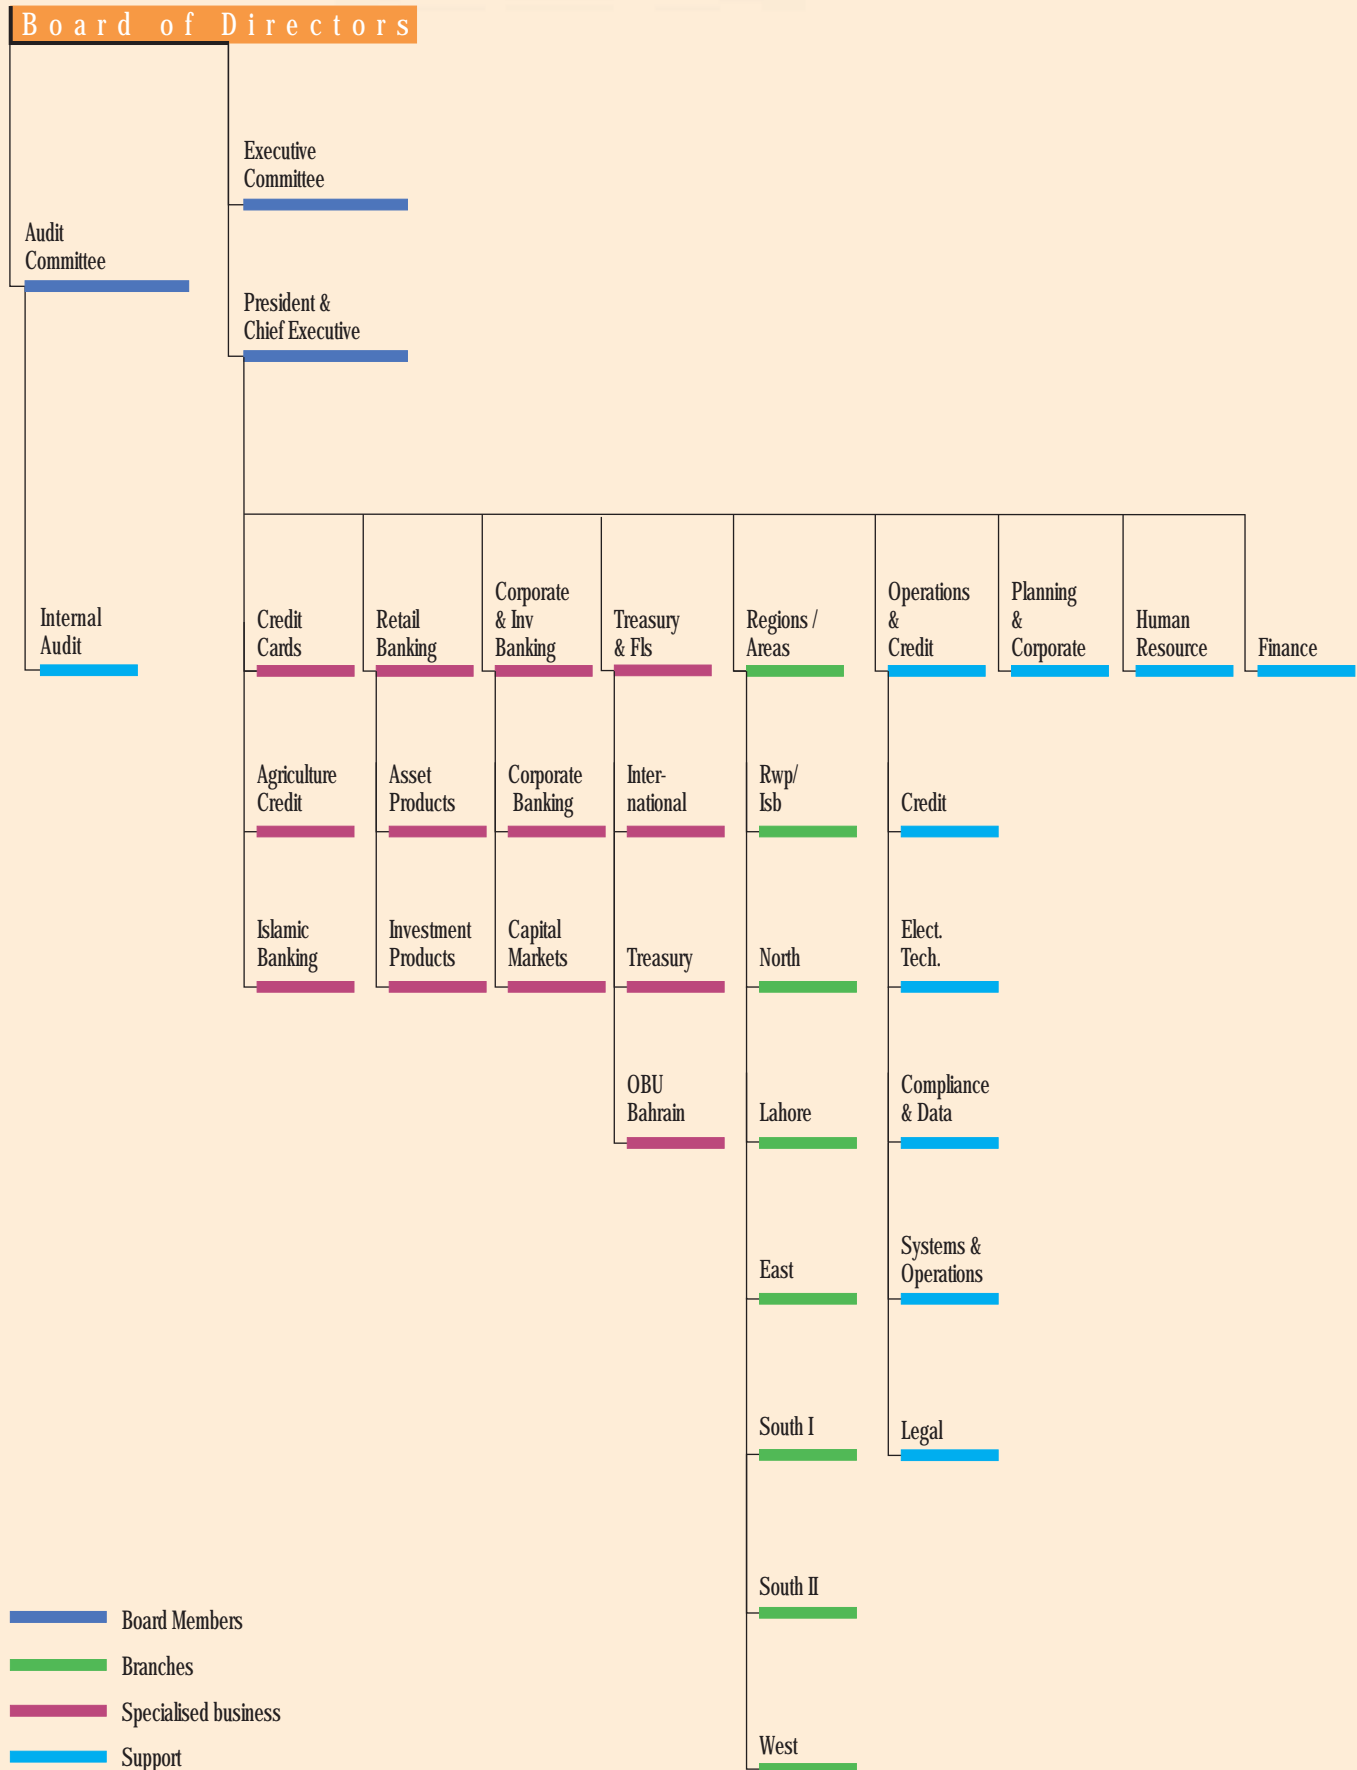 Board of Directors
Executive
Committee
Audit
Committee
President &
Chief Executive
Internal
Audit
Credit
Cards
Retail
Banking
Corporate
& Inv
Banking
Treasury
& FIs
Regions /
Areas
Operations
&
Credit
Planning
&
Corporate
Human
Resource
Finance
Agriculture
Credit
Asset
Products
Corporate
Banking
Inter-
national
Rwp/
Isb
Credit
Islamic
Banking
Investment
Products
Capital
Markets
Treasury
North
Elect.
Tech.
OBU
Bahrain
Lahore
Compliance
& Data
East
Systems &
Operations
South I
Legal
South II
West
Board Members
Branches
Specialised business
Support